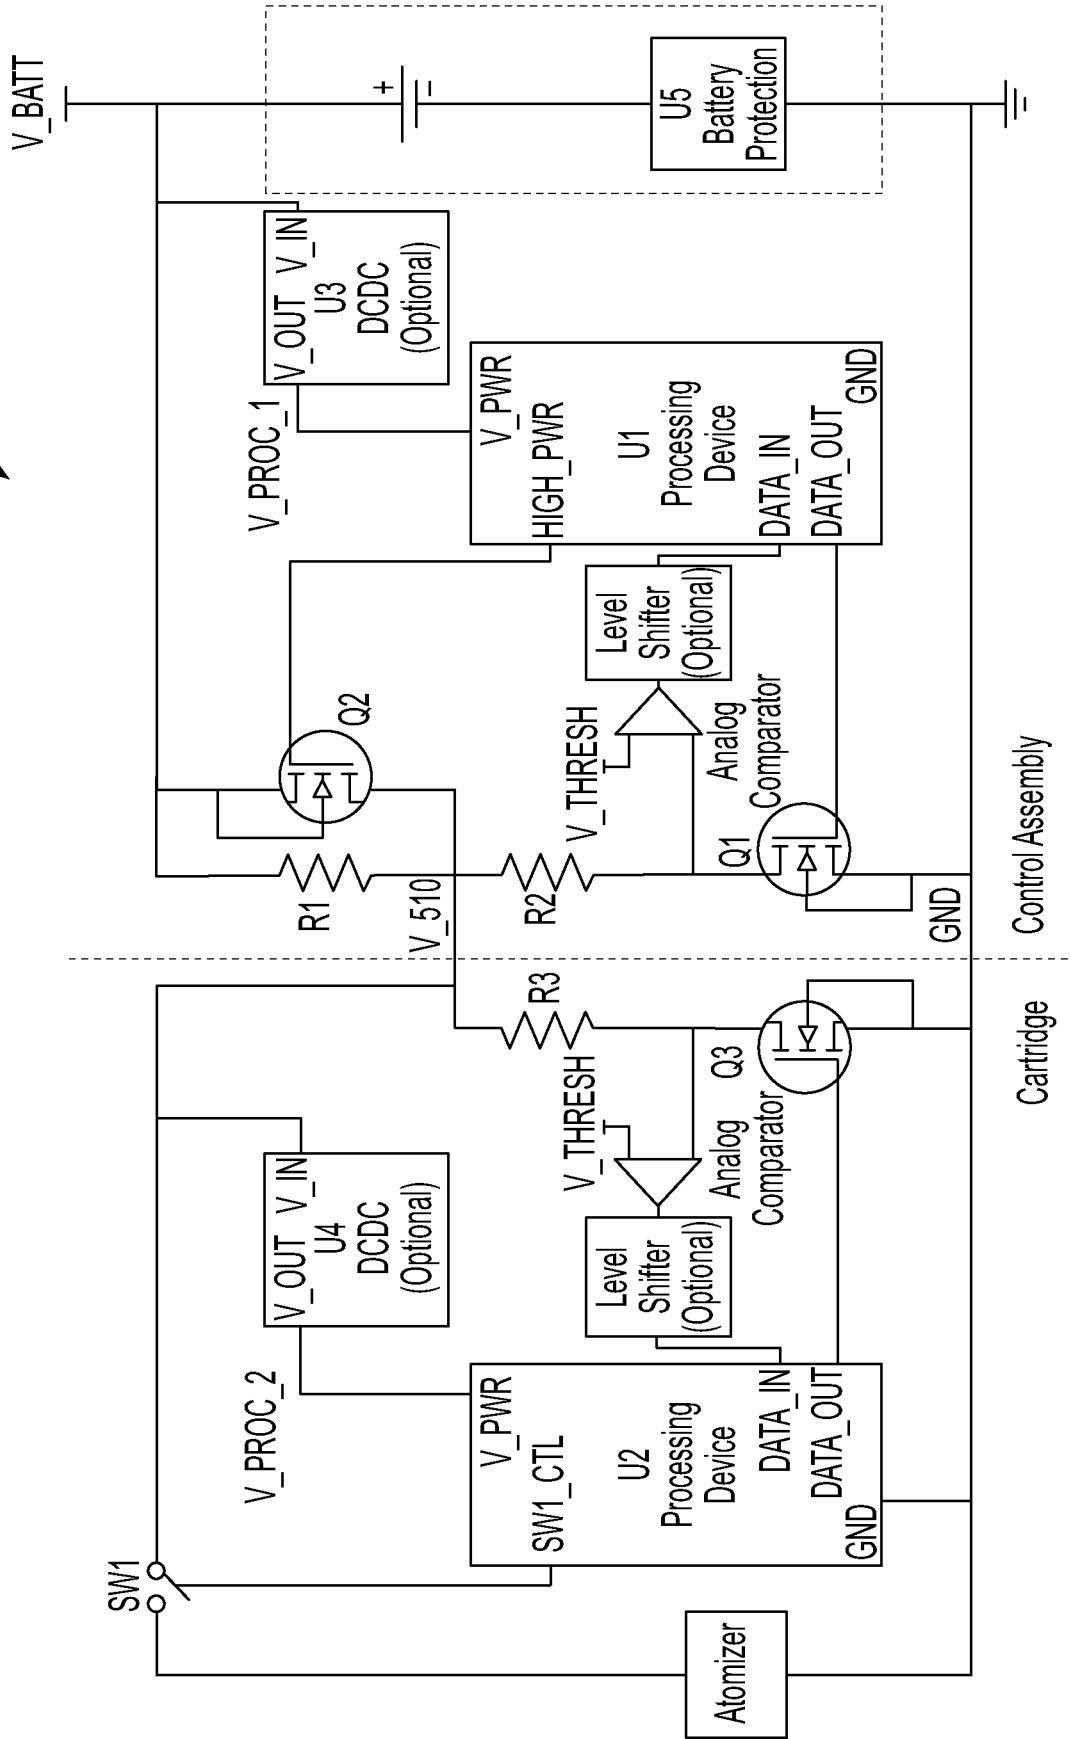 V_BATT
+
-
U5
Battery
Protection
V_OUT V_IN
U3
DCDC
(Optional)
V_PROC_1
V_PWR
HIGH_PWR
U1
Processing
Device
DATA_IN
DATA_OUT
GND
Level
Shifter
(Optional)
V_THRESH
Analog
Comparator
Q2
Q1
R1
R2
V_510
GND
Control Assembly
Cartridge
R3
V_THRESH
Q3
Analog
Comparator
Level
Shifter
(Optional)
V_OUT V_IN
U4
DCDC
(Optional)
V_PROC_2
V_PWR
SW1_CTL
U2
Processing
Device
DATA_IN
DATA_OUT
GND
SW1
Atomizer